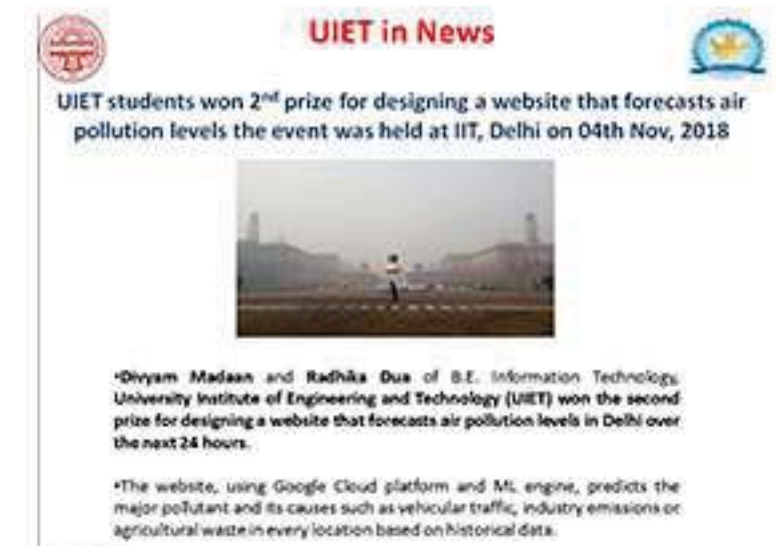 UIET in News
UIET students won 2nd prize for designing a website that forecasts air
pollution levels the event was held at IIT, Delhi on 04th Nov, 2018
•Divyam Madaan and Radhika Dua of B.E. Information Technology,
University Institute of Engineering and Technology (UIET) won the second
prize for designing a website that forecasts air pollution levels in Delhi over
the next 24 hours.
•The website, using Google Cloud platform and ML engine, predicts the
major pollutant and its causes such as vehicular traffic, industry emissions or
agricultural waste in every location based on historical data.